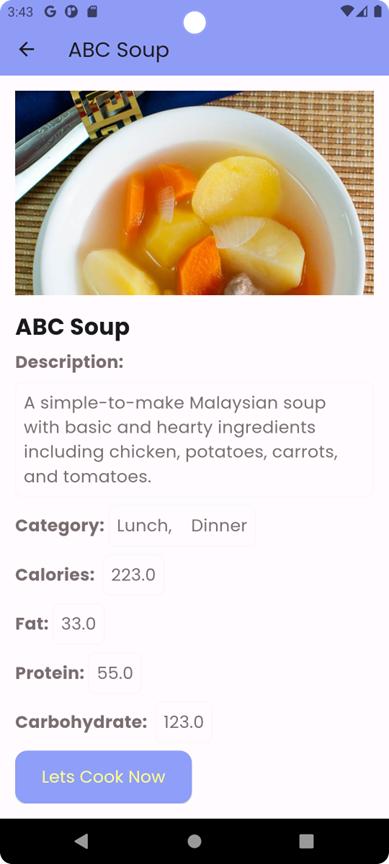 3:43
ABC Soup
ABC Soup
Description:
A simple-to-make Malaysian soup
with basic and hearty ingredients
including chicken, potatoes, carrots,
and tomatoes.
Category: Lunch, Dinner
Calories: 223.0
Fat: 33.0
Protein: 55.0
Carbohydrate: 123.0
Lets Cook Now